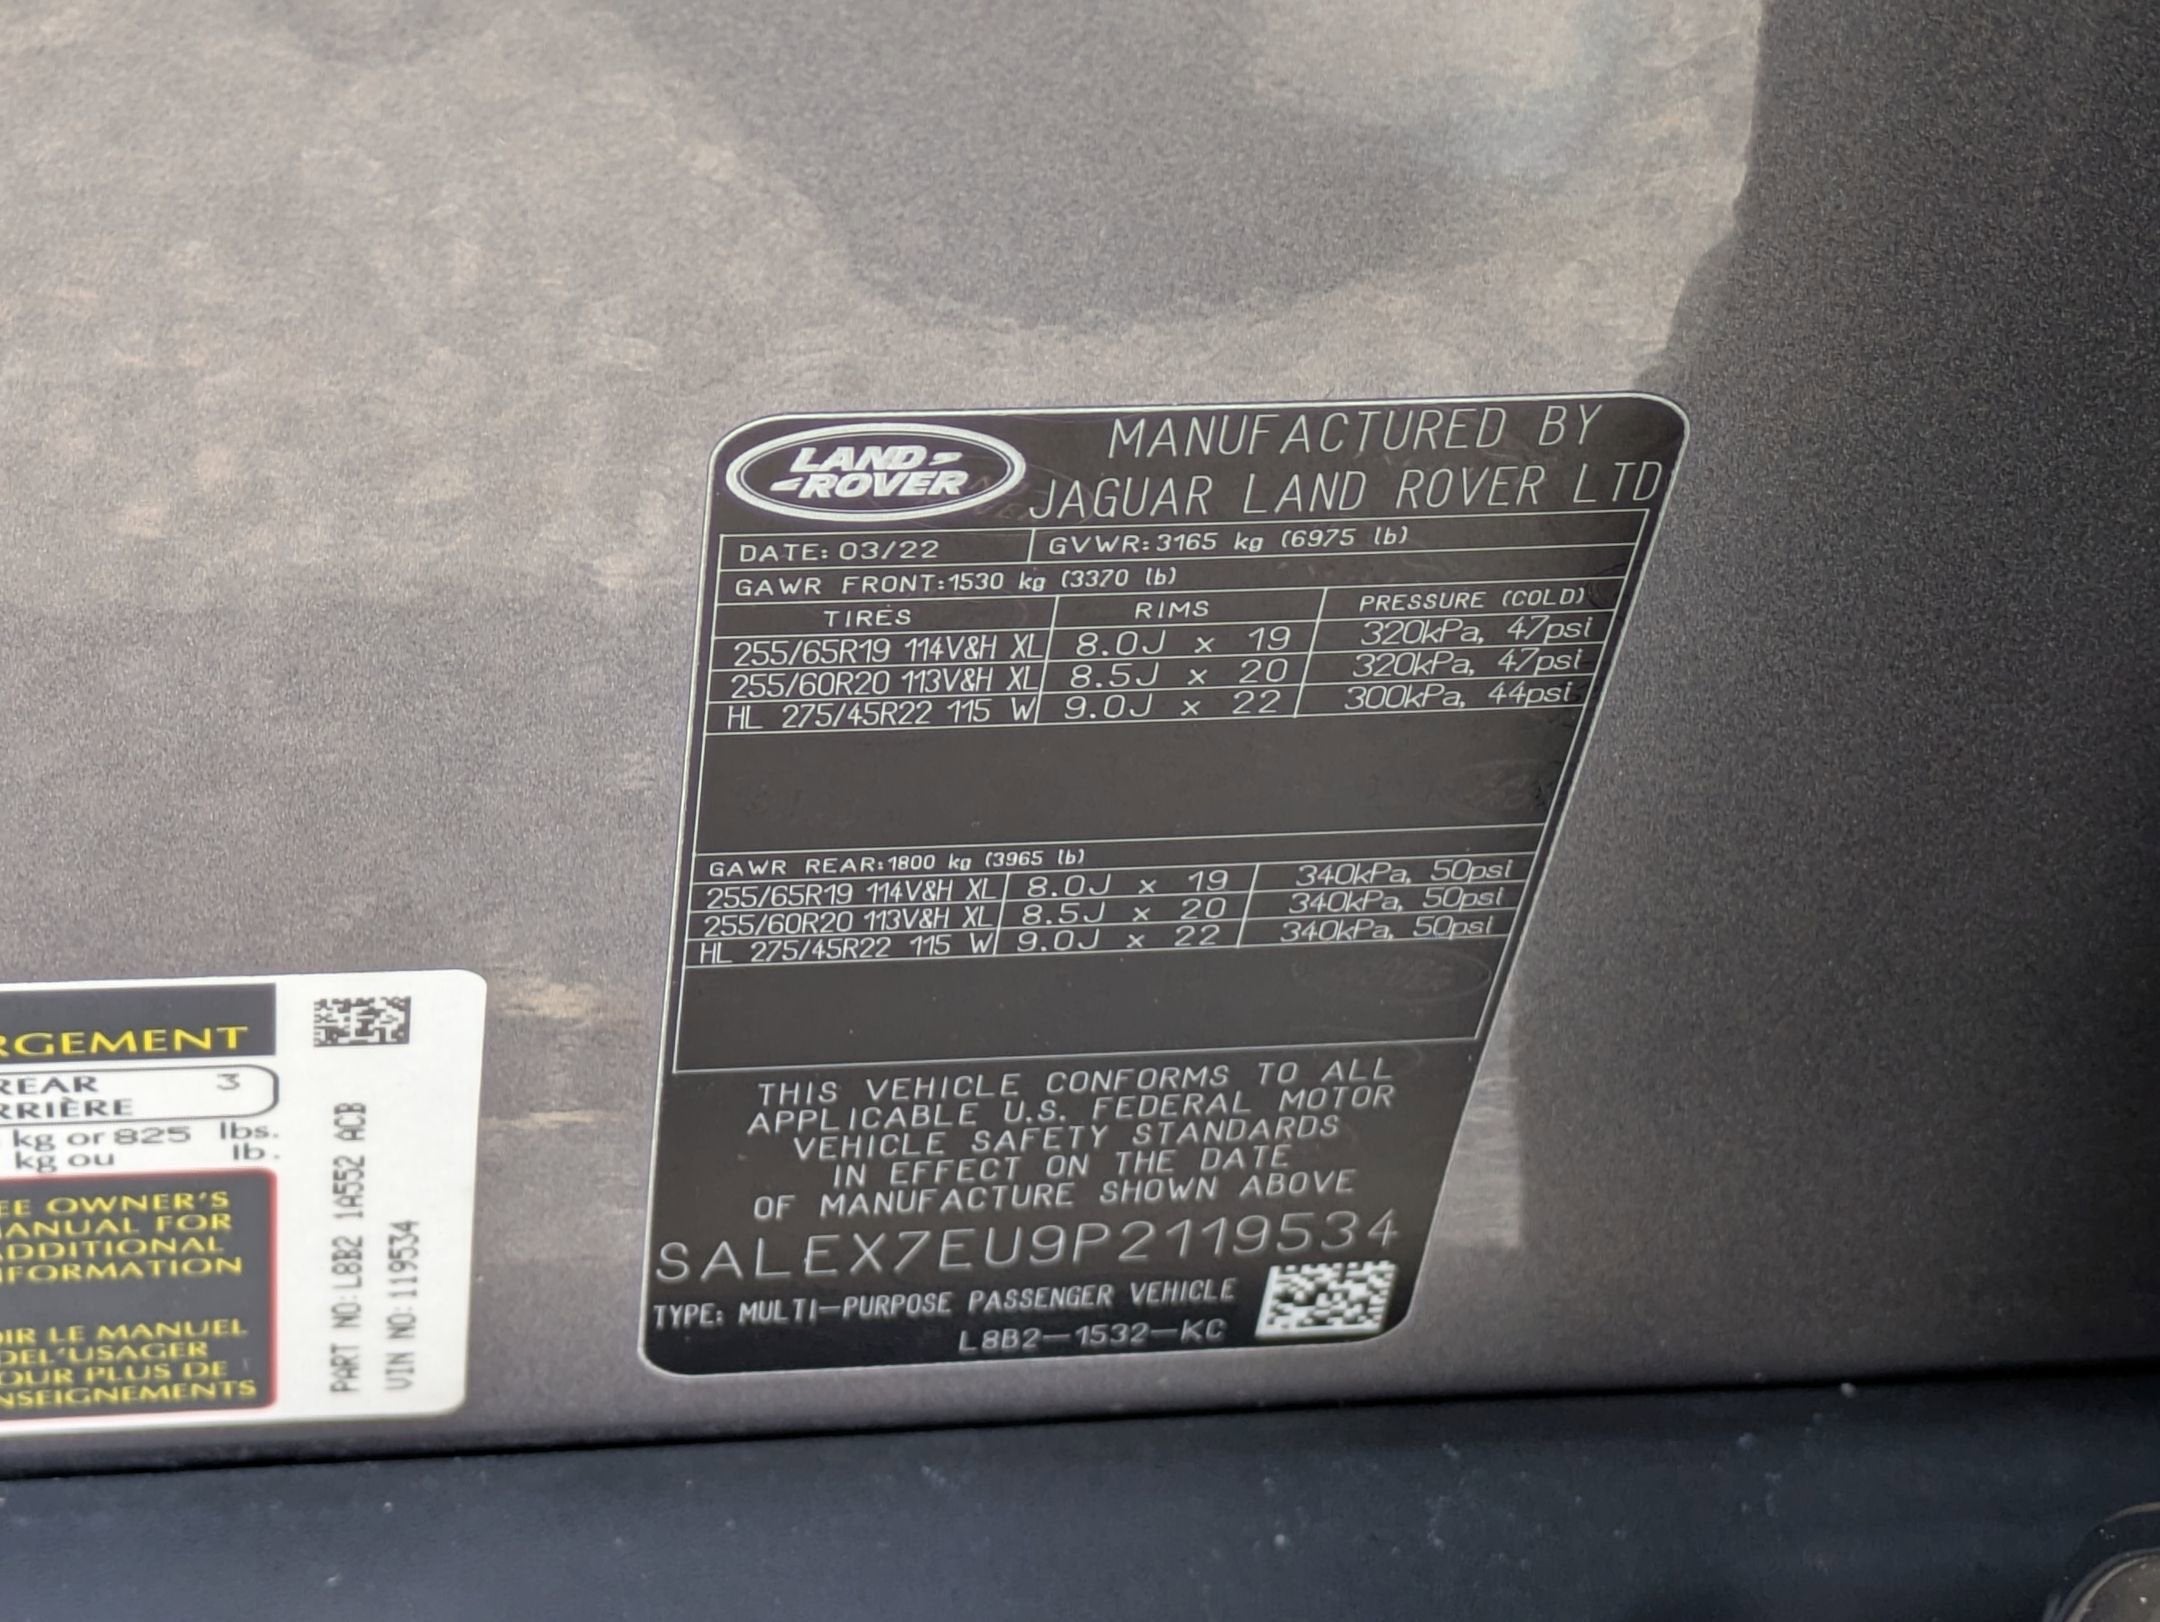 LAND
ROVER
MANUFACTURED BY
JAGUAR LAND ROVER LTD
DATE: 03/22 GVWR: 3165 kg (6975 lb)
GAWR FRONT: 1530 kg (3370 lb)
TIRES RIMS PRESSURE (COLD)
255/65R19 114V&H XL 8.0J x 19 320kPa, 47psi
255/60R20 113V&H XL 8.5J x 20 320kPa, 47psi
HL 275/45R22 115 W 9.0J x 22 300kPa, 44psi
GAWR REAR: 1800 kg (3965 lb)
255/65R19 114V&H XL 8.0J x 19 340kPa, 50psi
255/60R20 113V&H XL 8.5J x 20 340kPa, 50psi
HL 275/45R22 115 W 9.0J x 22 340kPa, 50psi
THIS VEHICLE CONFORMS TO ALL
APPLICABLE U.S. FEDERAL MOTOR
VEHICLE SAFETY STANDARDS
IN EFFECT ON THE DATE
OF MANUFACTURE SHOWN ABOVE
SALEX7EU9P2119534
TYPE: MULTI-PURPOSE PASSENGER VEHICLE
L8B2-1532-KC
RGEMENT
REAR 3
RRIÈRE
kg or 825 lbs.
kg ou lb.
EE OWNER'S
ANUAL FOR
DDITIONAL
FORMATION
OIR LE MANUEL
DEL'USAGER
OUR PLUS DE
NSEIGNEMENTS
PART NO: L8B2 1A552 ACB
VIN NO: 119534